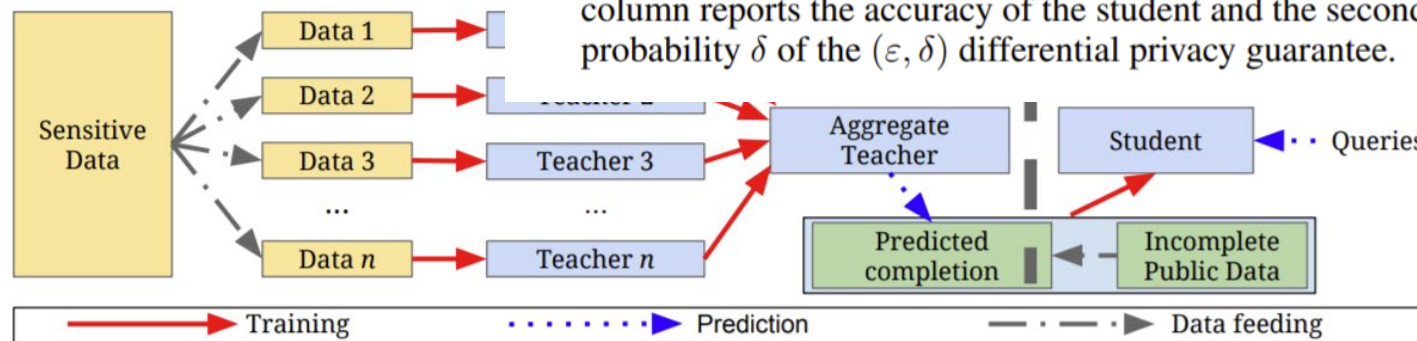 column reports the accuracy of the student and the second
probability δ of the (ε, δ) differential privacy guarantee.
Data 1
Data 2
Sensitive
Data
Data 3
Teacher 3
Aggregate
Teacher
Student
Queries
...
...
Data n
Teacher n
Predicted
completion
Incomplete
Public Data
Training
Prediction
Data feeding